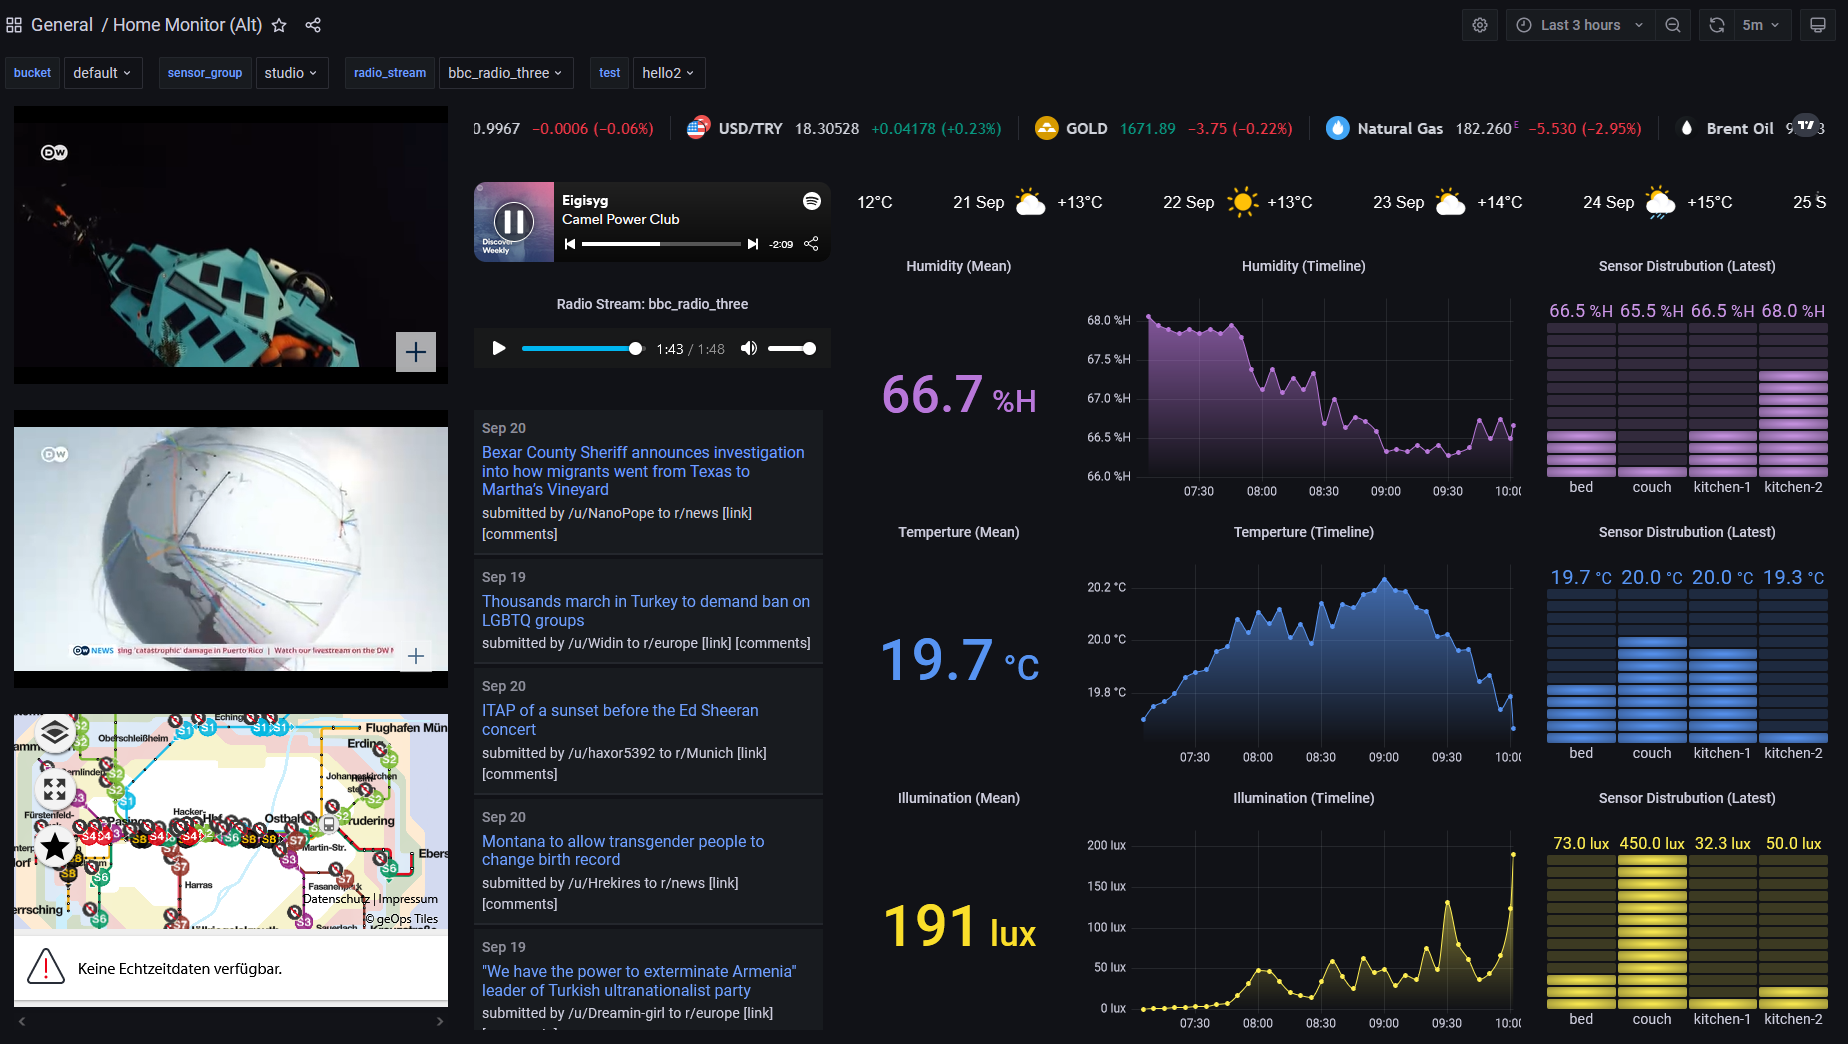 General / Home Monitor (Alt)
Last 3 hours
5m
bucket default
sensor_group studio
radio_stream bbc_radio_three
test hello2
0.9967 −0.0006 (−0.06%)
USD/TRY 18.30528 +0.04178 (+0.23%)
GOLD 1671.89 −3.75 (−0.22%)
Natural Gas 182.260 E −5.530 (−2.95%)
Brent Oil
DW
Eigisyg
Camel Power Club
Discover
Weekly
-2:09
12°C
21 Sep +13°C
22 Sep +13°C
23 Sep +14°C
24 Sep +15°C
25 S
Radio Stream: bbc_radio_three
1:43 / 1:48
Humidity (Mean)
66.7 %H
Humidity (Timeline)
68.0 %H
67.5 %H
67.0 %H
66.5 %H
66.0 %H
07:30 08:00 08:30 09:00 09:30 10:00
Sensor Distrubution (Latest)
66.5 %H 65.5 %H 66.5 %H 68.0 %H
bed couch kitchen-1 kitchen-2
DW
DW NEWS
'catastrophic' damage in Puerto Rico | Watch our livestream on the DW
Sep 20
Bexar County Sheriff announces investigation
into how migrants went from Texas to
Martha's Vineyard
submitted by /u/NanoPope to r/news [link]
[comments]
Sep 19
Thousands march in Turkey to demand ban on
LGBTQ groups
submitted by /u/Widin to r/europe [link] [comments]
Sep 20
ITAP of a sunset before the Ed Sheeran
concert
submitted by /u/haxor5392 to r/Munich [link]
[comments]
Sep 20
Montana to allow transgender people to
change birth record
submitted by /u/Hrekires to r/news [link]
[comments]
Sep 19
"We have the power to exterminate Armenia"
leader of Turkish ultranationalist party
submitted by /u/Dreamin-girl to r/europe [link]
Temperture (Mean)
19.7 °C
Temperture (Timeline)
20.2 °C
20.0 °C
19.8 °C
07:30 08:00 08:30 09:00 09:30 10:00
Sensor Distrubution (Latest)
19.7 °C 20.0 °C 20.0 °C 19.3 °C
bed couch kitchen-1 kitchen-2
Illumination (Mean)
191 lux
Illumination (Timeline)
200 lux
150 lux
100 lux
50 lux
0 lux
07:30 08:00 08:30 09:00 09:30 10:00
Sensor Distrubution (Latest)
73.0 lux 450.0 lux 32.3 lux 50.0 lux
bed couch kitchen-1 kitchen-2
Eching
Oberschleißheim
Flughafen Mün
Erding
Johanneskirchen
Hacker-
Pasing
Hbf
Ostbah
Trudering
Fürstenfeld-
Martin-Str.
Ebers
Harras
Fasanenpark
errsching
S1 S2 S3 S4 S6 S7 S8
Datenschutz | Impressum
© geOps Tiles
Keine Echtzeitdaten verfügbar.